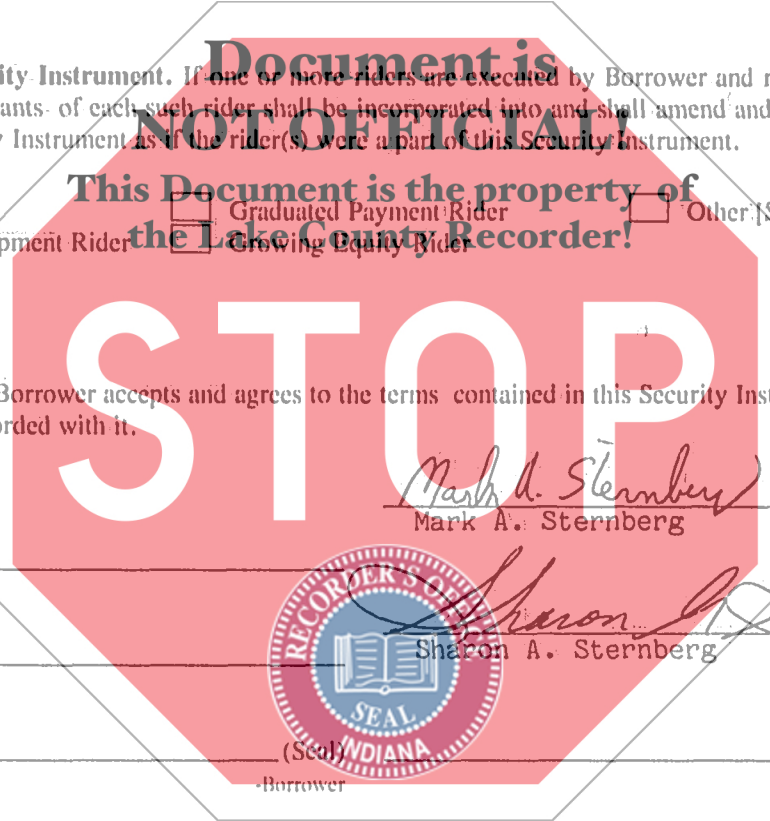 Document is
ity Instrument. If one or more riders are executed by Borrower and r
ants of each such rider shall be incorporated into and shall amend and
NOT OFFICIAL!
y Instrument as if the rider(s) were a part of this Security Instrument.
This Document is the property of
Graduated Payment Rider Other [S
the Lake County Recorder!
pment Rider Growing Equity Rider
STOP
Borrower accepts and agrees to the terms contained in this Security Inst
orded with it.
Mark A. Sternberg
Mark A. Sternberg
Sharon A.
Sharon A. Sternberg
RECORDER'S OFFICE
SEAL
INDIANA
(Seal)
-Borrower